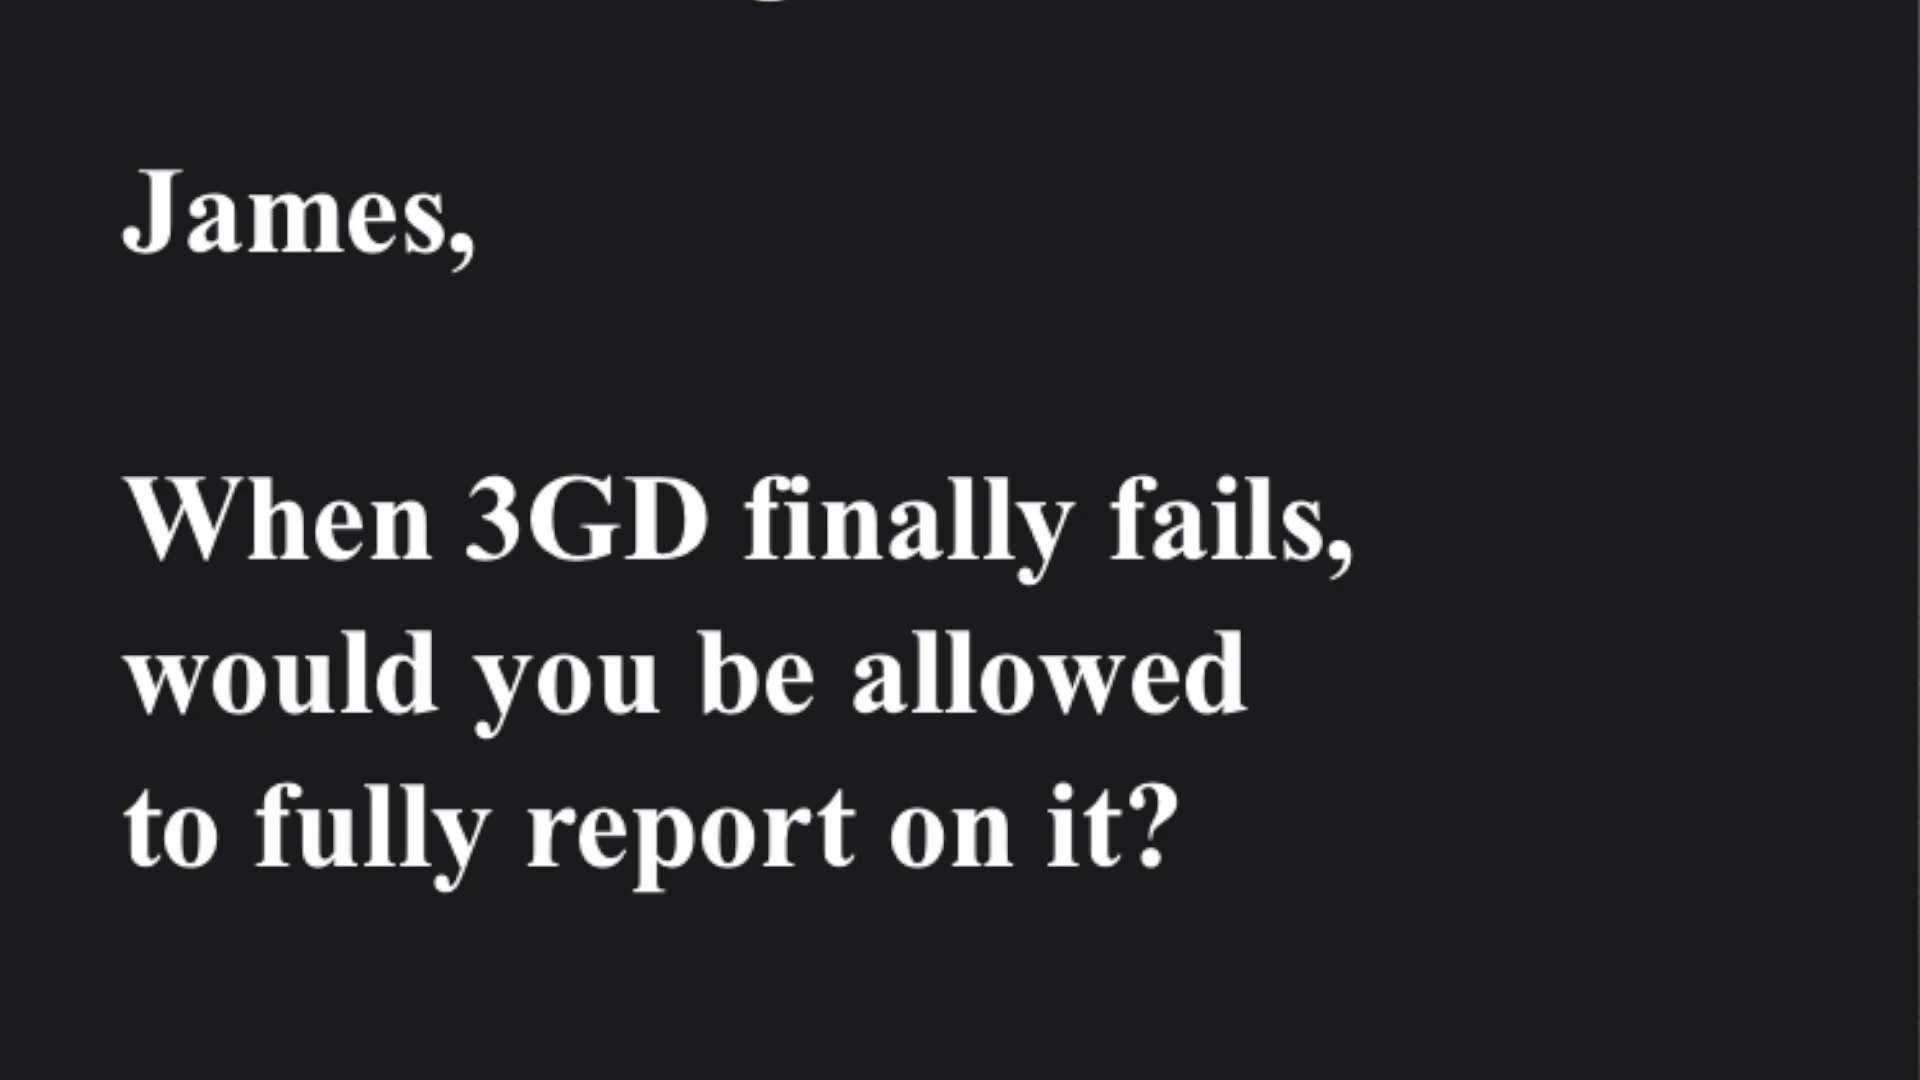 James,
When 3GD finally fails,
would you be allowed
to fully report on it?